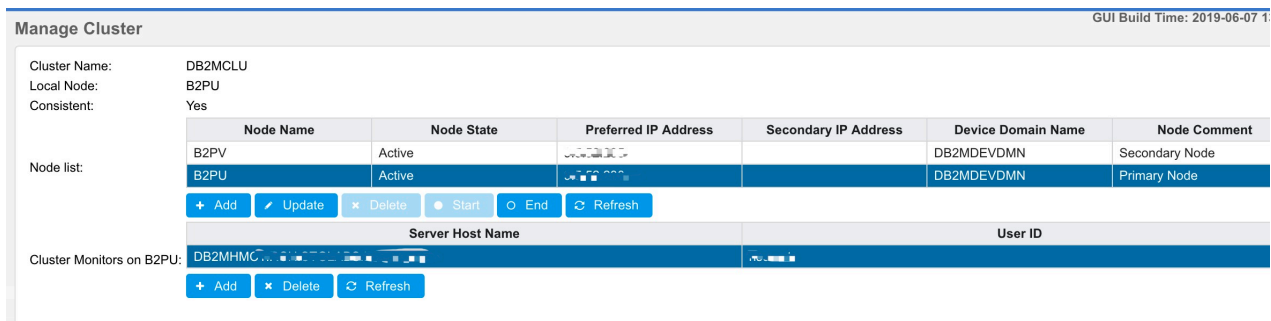 GUI Build Time: 2019-06-07
Manage Cluster
Cluster Name: DB2MCLU
Local Node: B2PU
Consistent: Yes
Node list:
Node Name Node State Preferred IP Address Secondary IP Address Device Domain Name Node Comment
B2PV Active DB2MDEVDMN Secondary Node
B2PU Active DB2MDEVDMN Primary Node
+ Add Update × Delete Start End Refresh
Cluster Monitors on B2PU:
Server Host Name User ID
+ Add × Delete Refresh